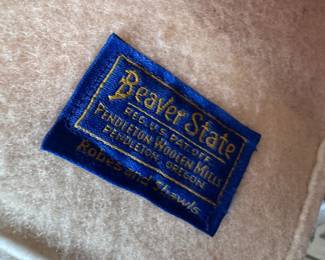 Beaver State
REG. U.S. PAT. OFF.
PENDLETON WOOLEN MILLS
PENDLETON, OREGON.
Robes and Shawls